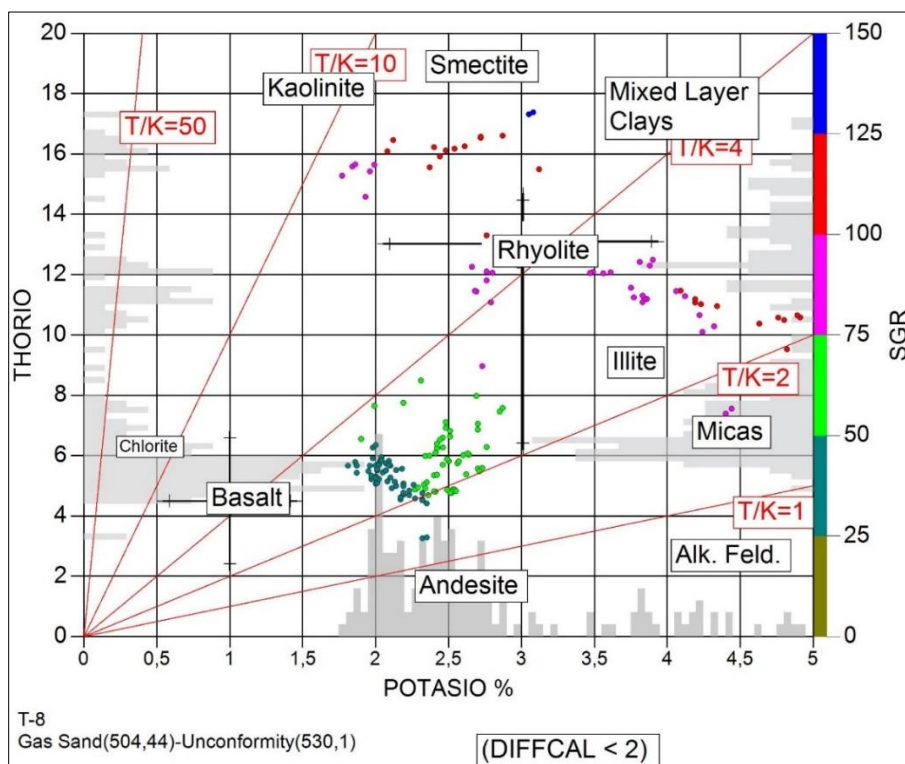 20
18
16
14
12
10
8
6
4
2
0
THORIO
T/K=50
T/K=10
Kaolinite
Smectite
Mixed Layer
Clays
T/K=4
Rhyolite
Illite
T/K=2
Micas
Chlorite
Basalt
T/K=1
Andesite
Alk. Feld.
150
125
100
75
50
25
0
SGR
0
0,5
1
1,5
2
2,5
3
3,5
4
4,5
5
POTASIO %
T-8
Gas Sand(504,44)-Unconformity(530,1)
(DIFFCAL < 2)